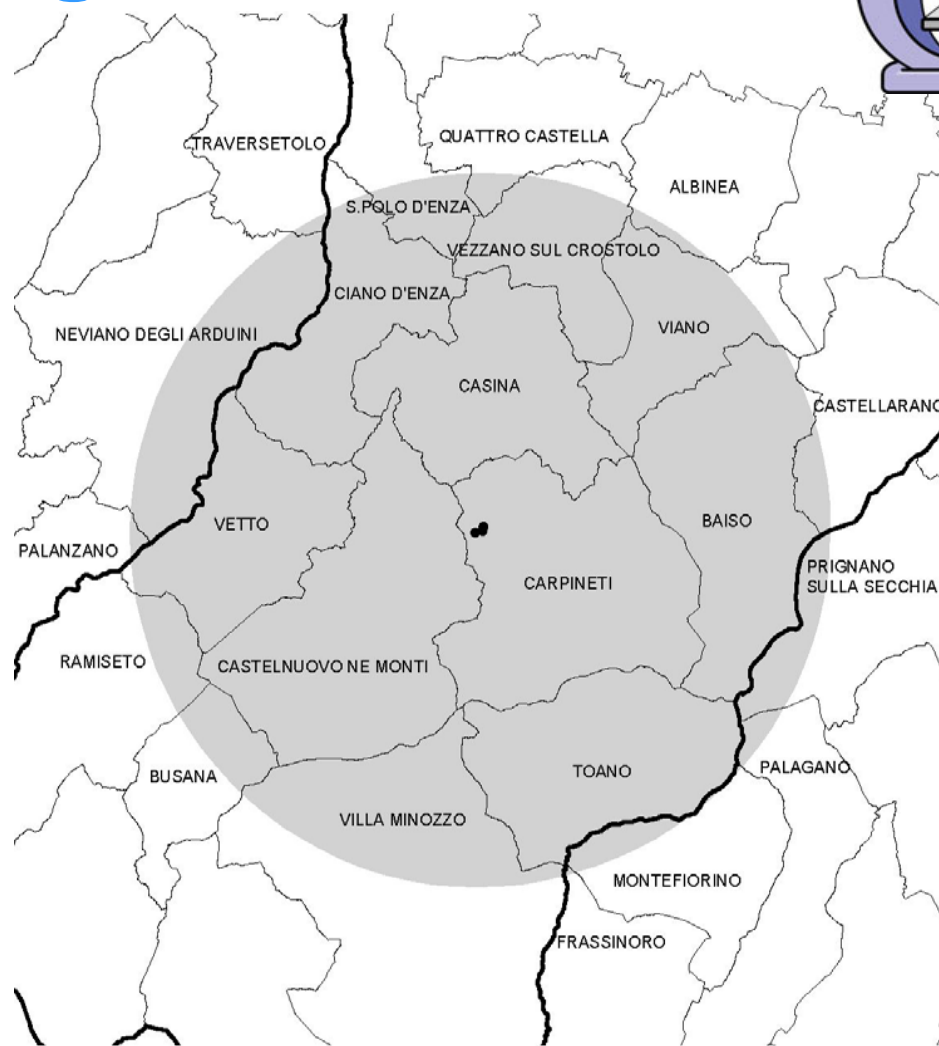 QUATTRO CASTELLA
TRAVERSETOLO
ALBINEA
S.POLO D'ENZA
VEZZANO SUL CROSTOLO
CIANO D'ENZA
VIANO
NEVIANO DEGLI ARDUINI
CASINA
CASTELLARANO
BAISO
VETTO
PALANZANO
PRIGNANO
SULLA SECCHIA
CARPINETI
RAMISETO
CASTELNUOVO NE MONTI
PALAGANO
TOANO
BUSANA
VILLA MINOZZO
MONTEFIORINO
FRASSINORO